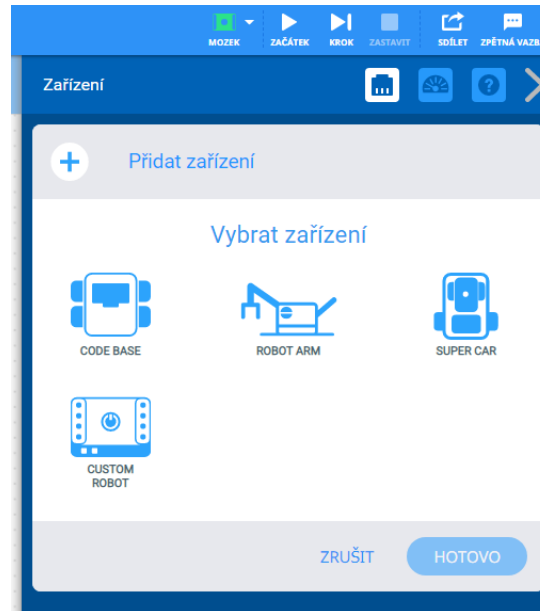 MOZEK ZAČÁTEK KROK ZASTAVIT SDÍLET ZPĚTNÁ VAZB
Zařízení
Přidat zařízení
Vybrat zařízení
CODE BASE
ROBOT ARM
SUPER CAR
CUSTOM
ROBOT
ZRUŠIT HOTOVO